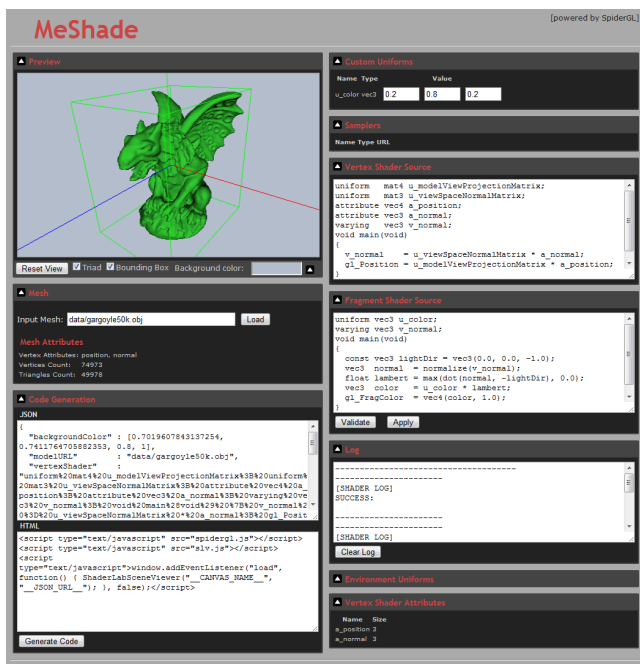 MeShade
[powered by SpiderGL]
Preview
Reset View Triad Bounding Box Background color:
Mesh
Input Mesh: data/gargoyle50k.obj Load
Mesh Attributes
Vertex Attributes: position, normal
Vertices Count: 74973
Triangles Count: 49978
Code Generation
JSON
{
"backgroundColor" : [0.7019607843137254,
0.7411764705882353, 0.8, 1],
"modelURL" : "data/gargoyle50k.obj",
"vertexShader" :
"uniform%20mat4%20u_modelViewProjectionMatrix%3B%20uniform%
20mat3%20u_viewSpaceNormalMatrix%3B%20attribute%20vec4%20a_
position%3B%20attribute%20vec3%20a_normal%3B%20varying%20ve
c3%20v_normal%3B%20void%20main%28void%29%20%7B%20v_normal%2
0%3D%20u_viewSpaceNormalMatrix%20*%20a_normal%3B%20gl_Posit
HTML
<script type="text/javascript" src="spidergl.js"></script>
<script type="text/javascript" src="slv.js"></script>
<script
type="text/javascript">window.addEventListener("load",
function() { ShaderLabSceneViewer("__CANVAS_NAME__",
"__JSON_URL__"); }, false);</script>
Generate Code
Custom Uniforms
Name Type Value
u_color vec3 0.2 0.8 0.2
Samplers
Name Type URL
Vertex Shader Source
uniform mat4 u_modelViewProjectionMatrix;
uniform mat3 u_viewSpaceNormalMatrix;
attribute vec4 a_position;
attribute vec3 a_normal;
varying vec3 v_normal;
void main(void)
{
v_normal = u_viewSpaceNormalMatrix * a_normal;
gl_Position = u_modelViewProjectionMatrix * a_position;
}
Fragment Shader Source
uniform vec3 u_color;
varying vec3 v_normal;
void main(void)
{
const vec3 lightDir = vec3(0.0, 0.0, -1.0);
vec3 normal = normalize(v_normal);
float lambert = max(dot(normal, -lightDir), 0.0);
vec3 color = u_color * lambert;
gl_FragColor = vec4(color, 1.0);
}
Validate Apply
Log
------------------------------------
---------------------
[SHADER LOG]
SUCCESS:
---------------------
---------------------
[SHADER LOG]
Clear Log
Environment Uniforms
Vertex Shader Attributes
Name Size
a_position 3
a_normal 3